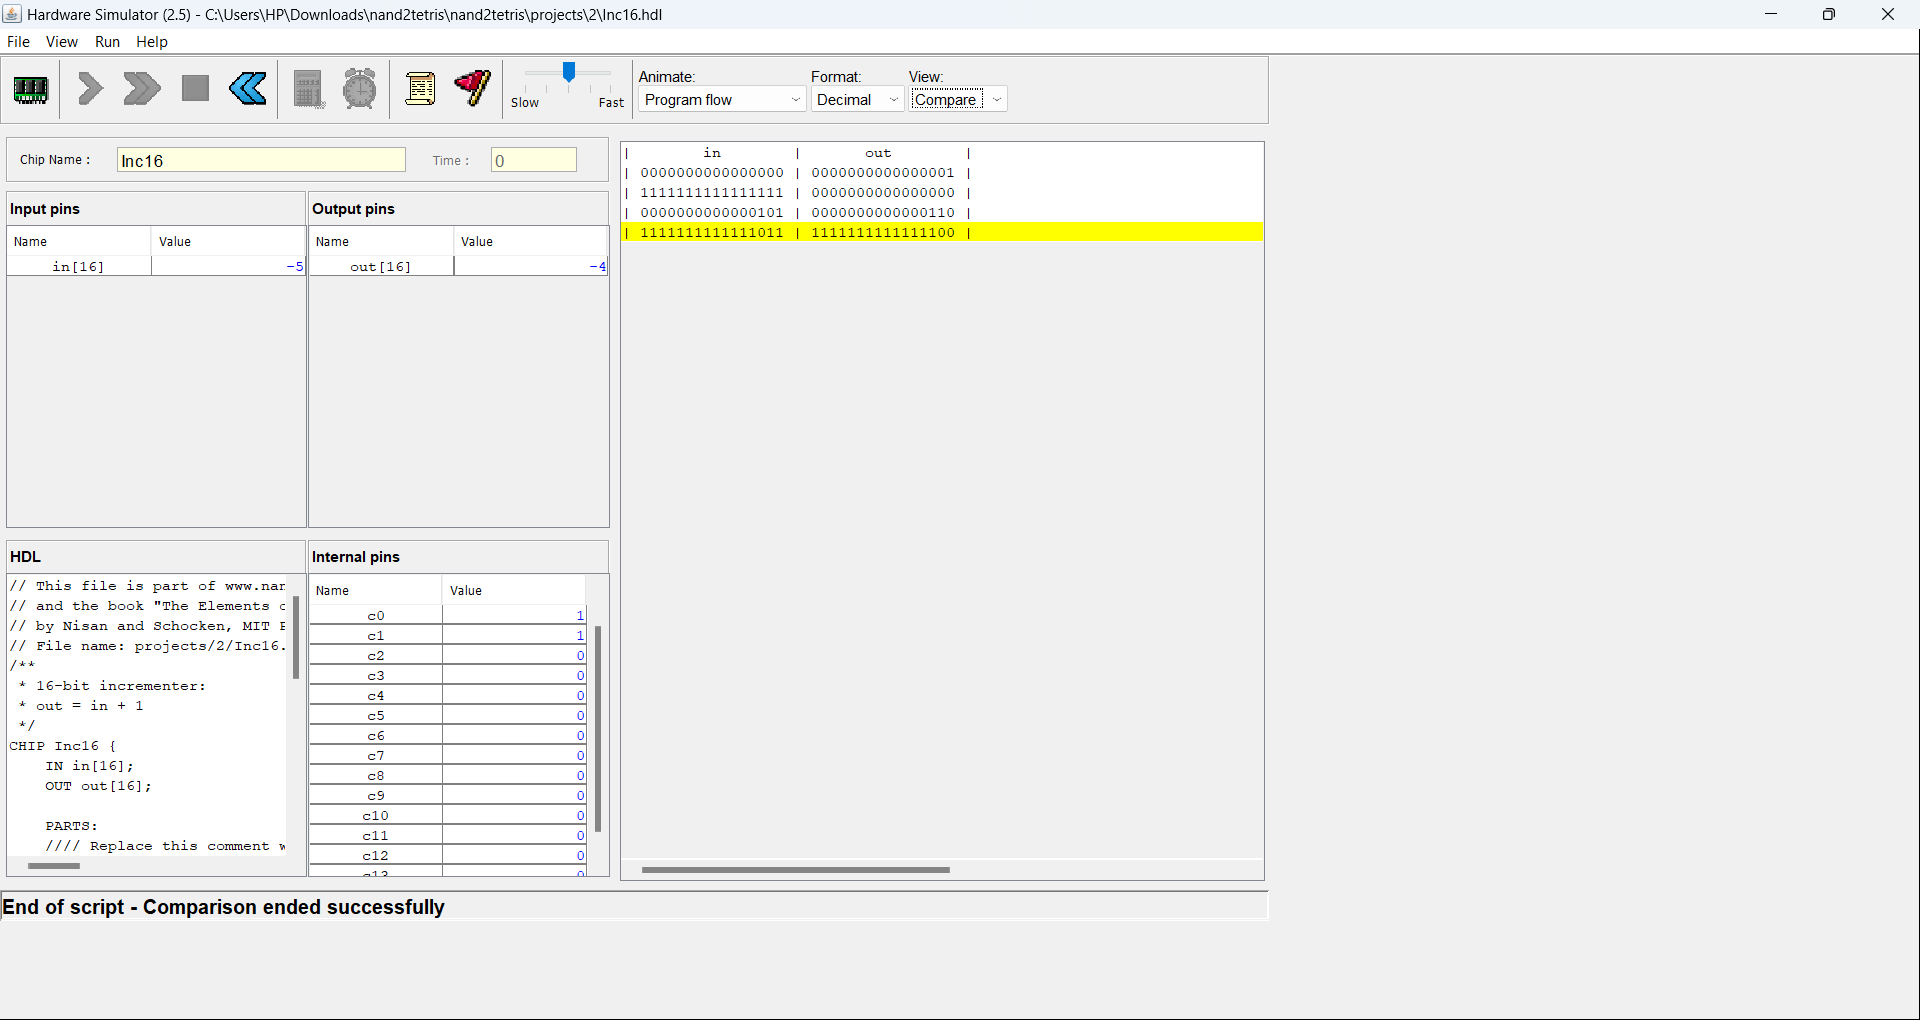 Hardware Simulator (2.5) - C:\Users\HP\Downloads\nand2tetris\nand2tetris\projects\2\Inc16.hdl
File View Run Help
Slow Fast
Animate: Format: View:
Program flow Decimal Compare
Chip Name : Inc16 Time : 0
Input pins
Name Value
in[16] -5
Output pins
Name Value
out[16] -4
HDL
// This file is part of www.nan
// and the book "The Elements
// by Nisan and Schocken, MIT
// File name: projects/2/Inc16.
/**
* 16-bit incrementer:
* out = in + 1
*/
CHIP Inc16 {
IN in[16];
OUT out[16];
PARTS:
//// Replace this comment
Internal pins
Name Value
c0 1
c1 1
c2 0
c3 0
c4 0
c5 0
c6 0
c7 0
c8 0
c9 0
c10 0
c11 0
c12 0
c13 0
| in | out |
| 0000000000000000 | 0000000000000001 |
| 1111111111111111 | 0000000000000000 |
| 0000000000000101 | 0000000000000110 |
| 1111111111111011 | 1111111111111100 |
End of script - Comparison ended successfully